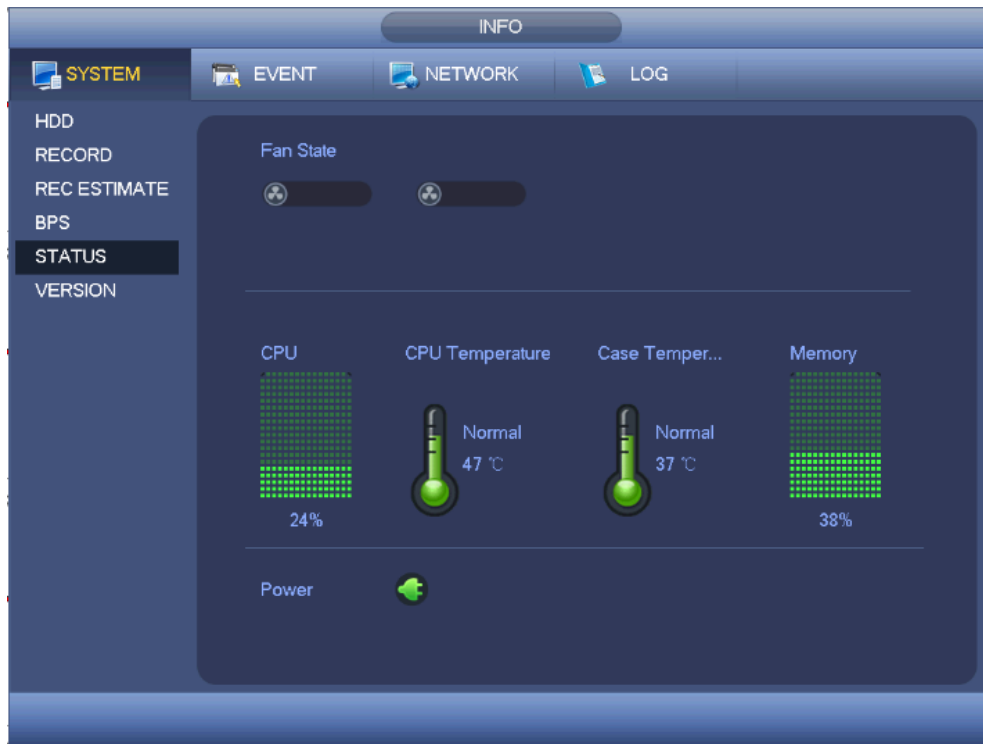 INFO
SYSTEM EVENT NETWORK LOG
HDD
RECORD
REC ESTIMATE
BPS
STATUS
VERSION
Fan State
CPU CPU Temperature Case Temper... Memory
Normal Normal
47 ℃ 37 ℃
24% 38%
Power